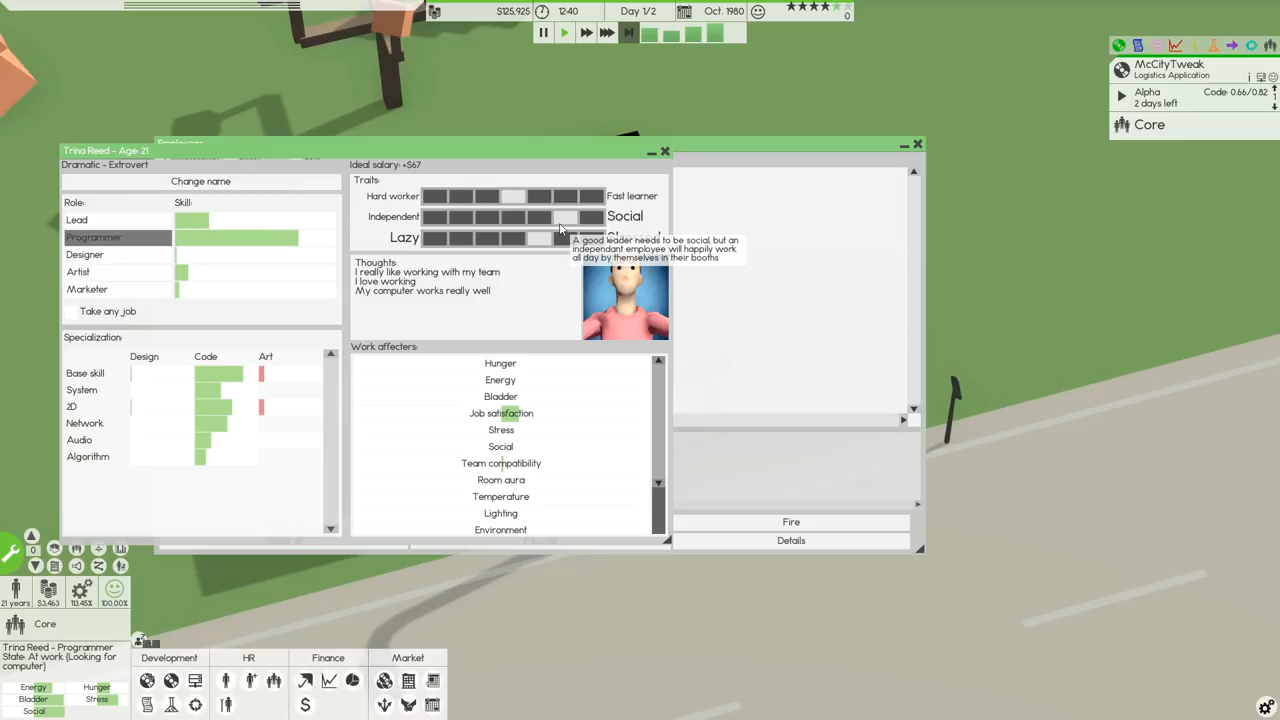 $125,925
12:40
Day 1/2
Oct. 1980
0
McCityTweak
Logistics Application
Alpha
Code: 0.66/0.82
2 days left
1
Core
Trina Reed - Age: 21
Dramatic - Extrovert
Change name
Role:
Skill:
Lead
Programmer
Designer
Artist
Marketer
Take any job
Specialization:
Design
Code
Art
Base skill
System
2D
Network
Audio
Algorithm
Ideal salary: +$67
Traits:
Hard worker
Fast learner
Independent
Social
Lazy
A good leader needs to be social, but an
independant employee will happily work
all day by themselves in their booths
Thoughts:
I really like working with my team
I love working
My computer works really well
Work affecters:
Hunger
Energy
Bladder
Job satisfaction
Stress
Social
Team compatibility
Room aura
Temperature
Lighting
Environment
Fire
Details
0
21 years
$3,463
113.45%
100.00%
Core
Trina Reed - Programmer
State: At work (Looking for
computer)
Energy
Hunger
Bladder
Stress
Social
Development
HR
Finance
Market